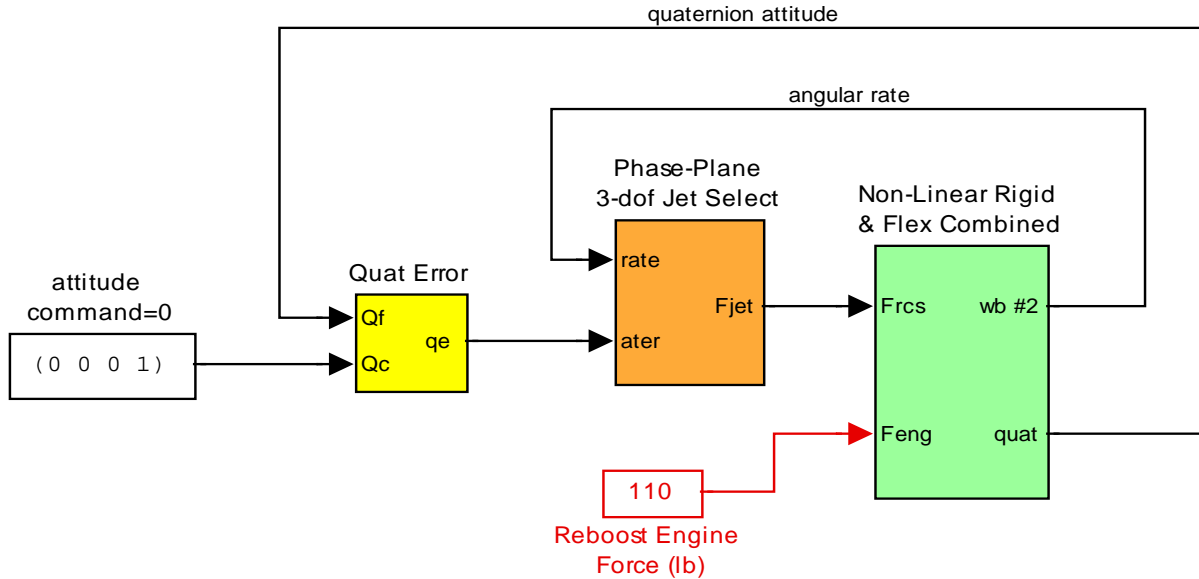 quaternion attitude
angular rate
Phase-Plane
3-dof Jet Select
Non-Linear Rigid
& Flex Combined
attitude
command=0
Quat Error
rate
Qf
Fjet
Frcs
wb #2
(0 0 0 1)
Qc
qe
ater
Feng
quat
110
Reboost Engine
Force (lb)